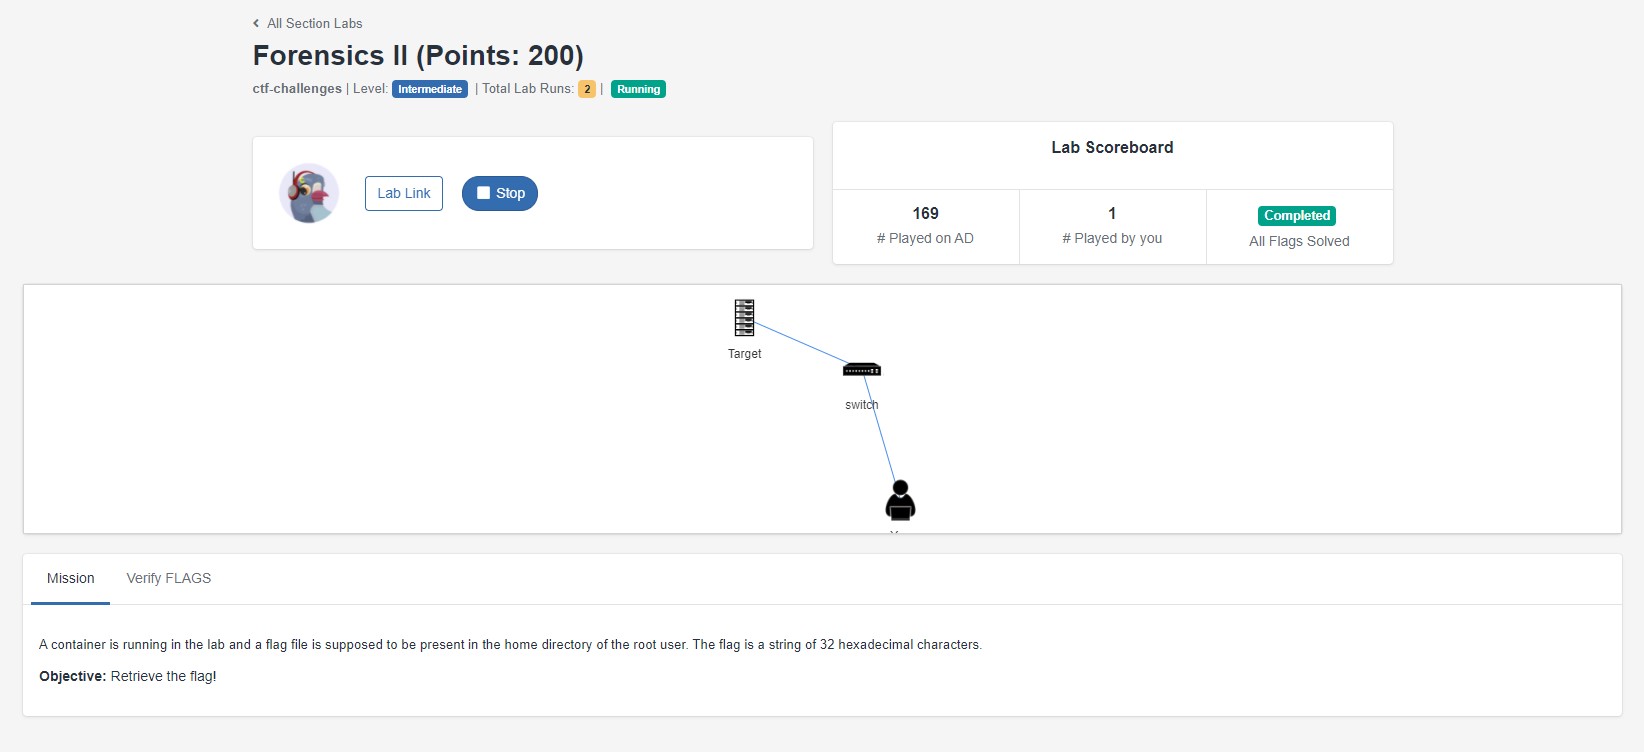 All Section Labs
Forensics II (Points: 200)
ctf-challenges | Level: Intermediate | Total Lab Runs: 2 | Running
Lab Link
Stop
Lab Scoreboard
169
# Played on AD
1
# Played by you
Completed
All Flags Solved
Target
switch
Mission
Verify FLAGS
A container is running in the lab and a flag file is supposed to be present in the home directory of the root user. The flag is a string of 32 hexadecimal characters.
Objective: Retrieve the flag!